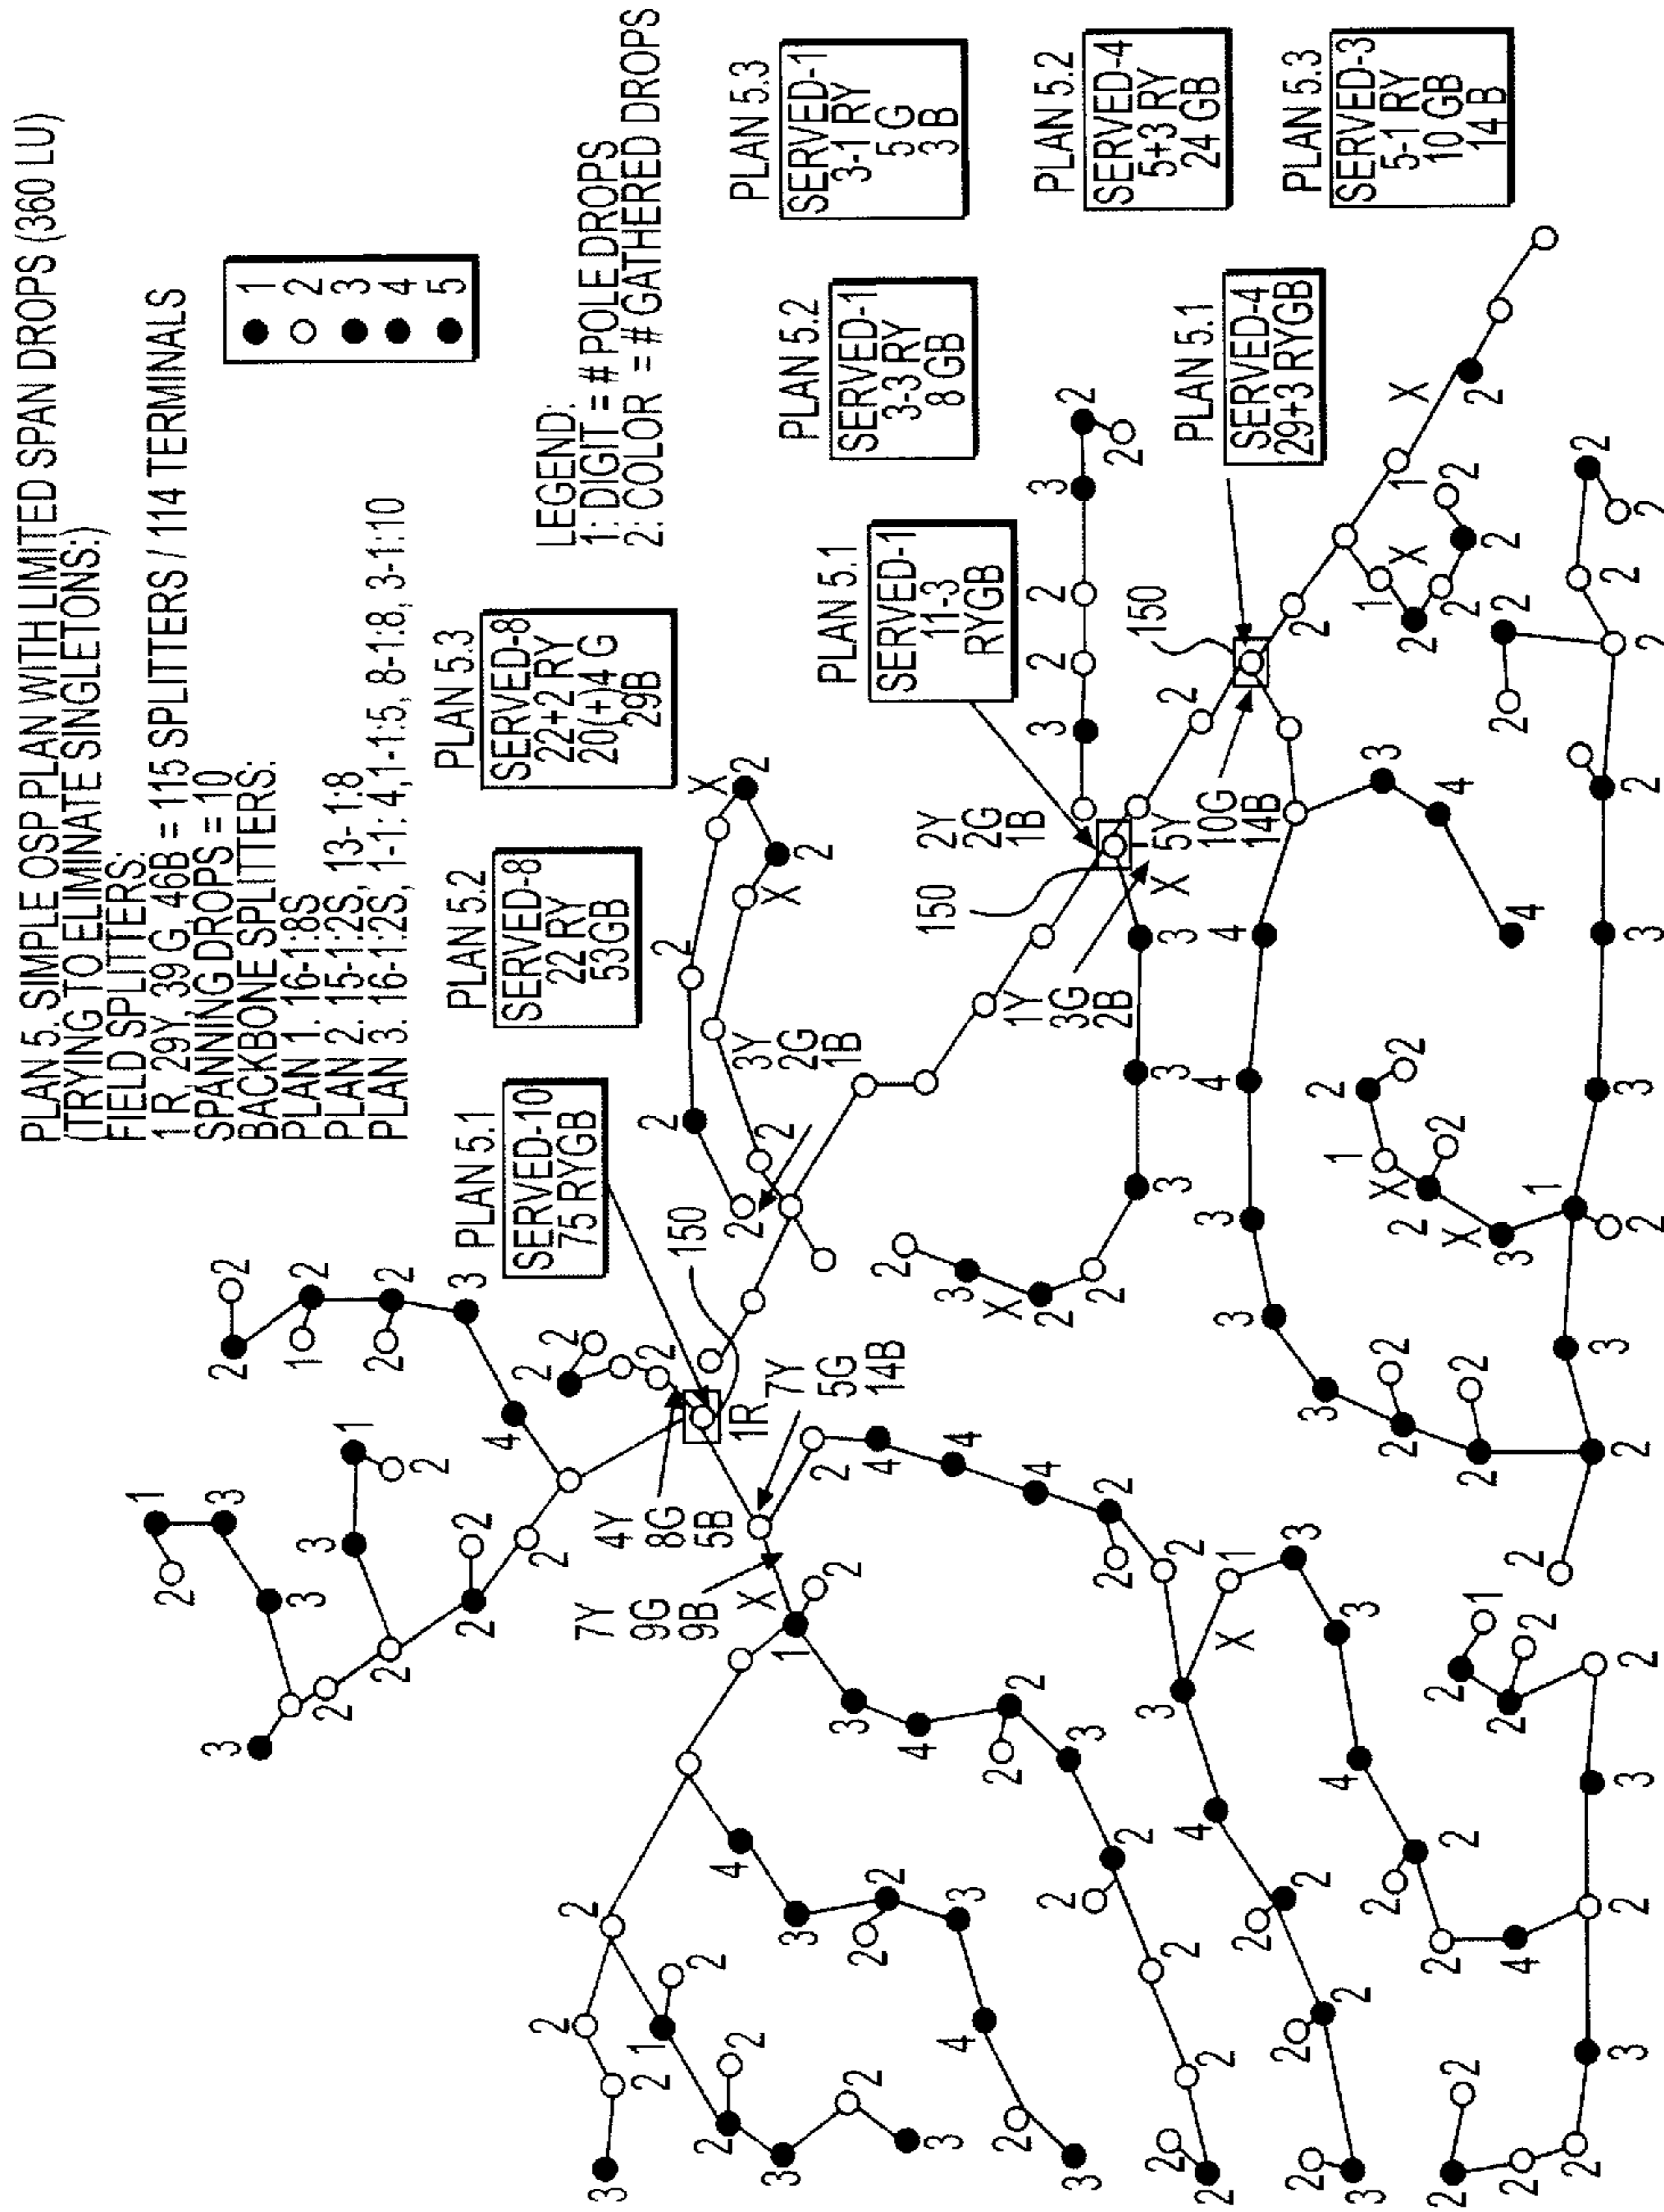 PLAN 5. SIMPLE OSP PLAN WITH LIMITED SPAN DROPS (360 LU)
(TRYING TO ELIMINATE SINGLETONS:)
FIELD SPLITTERS:
1 R, 29Y, 39 G, 46B = 115 SPLITTERS / 114 TERMINALS
SPANNING DROPS = 10
BACKBONE SPLITTERS:
PLAN 1. 16-1:8S
PLAN 2. 15-1:2S, 13- 1:8
PLAN 3. 16-1:2S, 1-1:4,1-1:5, 8-1:8, 3-1:10
1
2
3
4
5
LEGEND:
1: DIGIT = # POLE DROPS
2: COLOR = # GATHERED DROPS
PLAN 5.1
SERVED-10
75 RYGB
PLAN 5.2
SERVED-8
22 RY
53GB
PLAN 5.3
SERVED-8
22+2 RY
20(+)4 G
29B
PLAN 5.1
SERVED-1
11-3
RYGB
PLAN 5.2
SERVED-1
3-3 RY
8 GB
PLAN 5.3
SERVED-1
3-1 RY
5 G
3 B
PLAN 5.1
SERVED-4
29+3 RYGB
PLAN 5.2
SERVED-4
5+3 RY
24 GB
PLAN 5.3
SERVED-3
5-1 RY
10 GB
14 B
150
150
150
1R
4Y
8G
5B
7Y
5G
14B
7Y
9G
9B
3Y
2G
1B
1Y
3G
2B
2Y
2G
1B
5Y
10G
14B
X
X
X
X
X
X
X
X
X
X